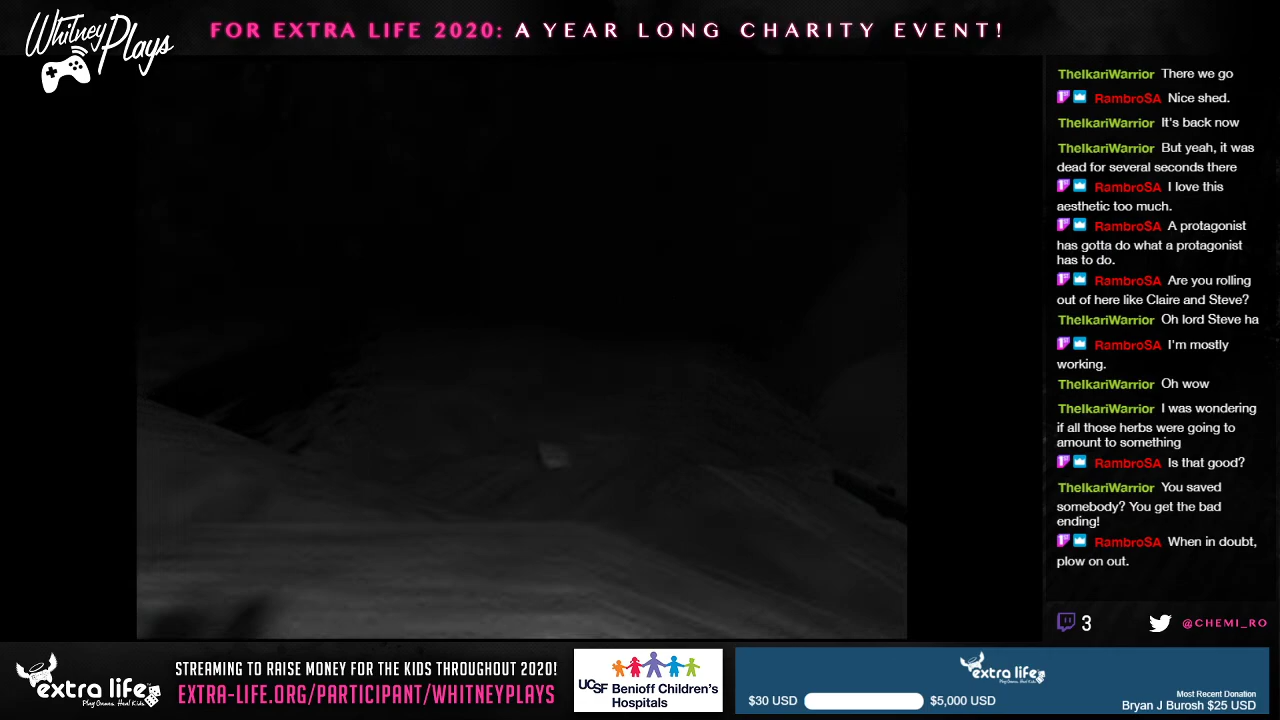 Whitney Plays
FOR EXTRA LIFE 2020: A YEAR LONG CHARITY EVENT!
TheIkariWarrior There we go
RambroSA Nice shed.
TheIkariWarrior It's back now
TheIkariWarrior But yeah, it was
dead for several seconds there
RambroSA I love this
aesthetic too much.
RambroSA A protagonist
has gotta do what a protagonist
has to do.
RambroSA Are you rolling
out of here like Claire and Steve?
TheIkariWarrior Oh lord Steve ha
RambroSA I'm mostly
working.
TheIkariWarrior Oh wow
TheIkariWarrior I was wondering
if all those herbs were going to
amount to something
RambroSA Is that good?
TheIkariWarrior You saved
somebody? You get the bad
ending!
RambroSA When in doubt,
plow on out.
3 @CHEMI_RO
extra life
Play Games. Heal Kids.
STREAMING TO RAISE MONEY FOR THE KIDS THROUGHOUT 2020!
EXTRA-LIFE.ORG/PARTICIPANT/WHITNEYPLAYS
UCSF Benioff Children's
Hospitals
extra life
Play Games. Heal Kids.
$30 USD $5,000 USD
Most Recent Donation
Bryan J Burosh $25 USD